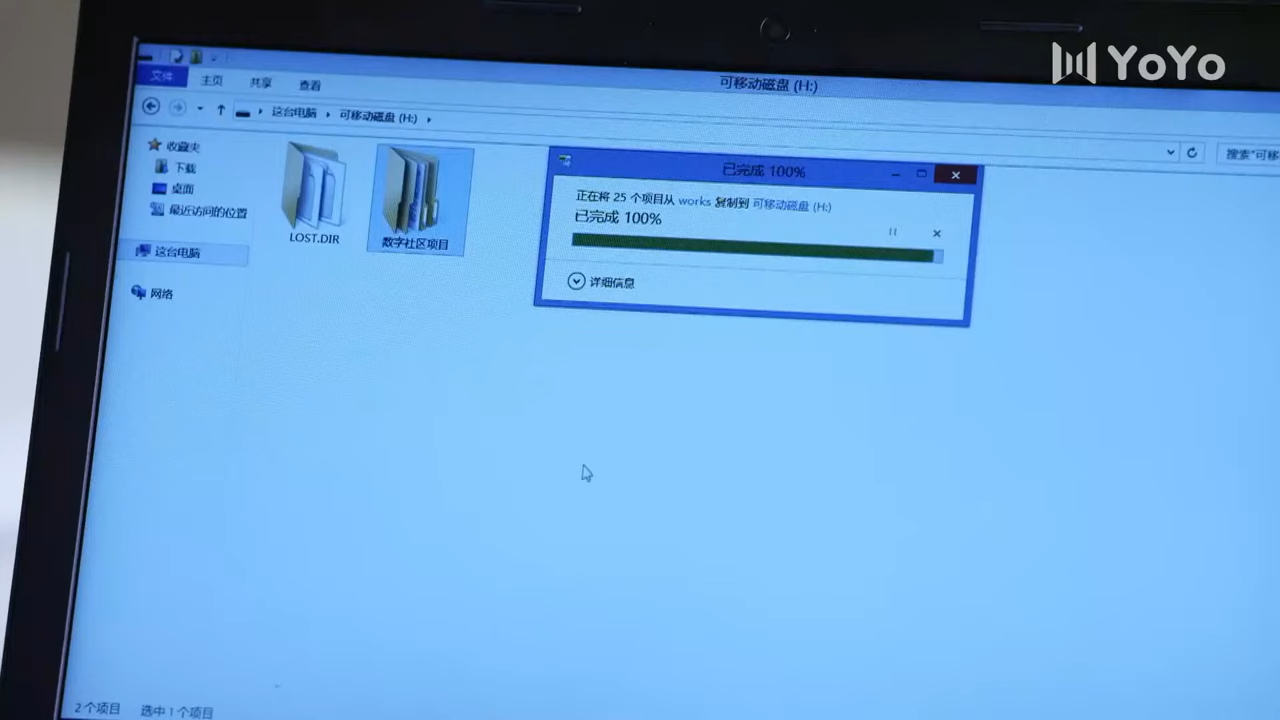 YoYo
可移动磁盘 (H:)
文件 主页 共享 查看
这台电脑 可移动磁盘 (H:)
搜索"可移
收藏夹
下载
桌面
最近访问的位置
这台电脑
网络
LOST.DIR
数字社区项目
已完成 100%
正在将 25 个项目从 works 复制到 可移动磁盘 (H:)
已完成 100%
详细信息
2 个项目 选中 1 个项目